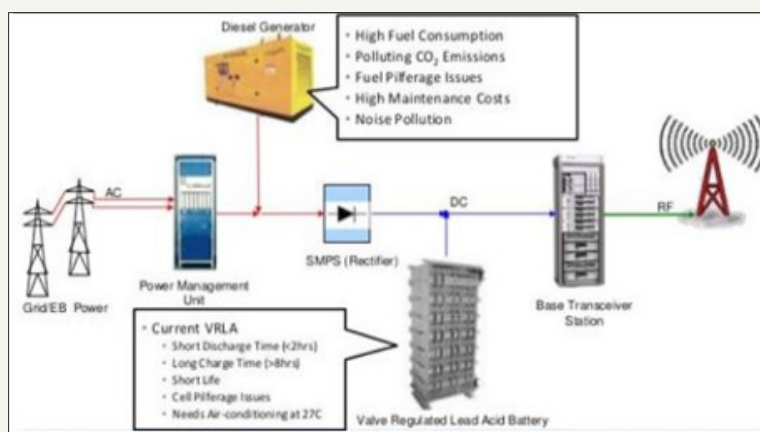 Diesel Generator
• High Fuel Consumption
• Polluting CO₂ Emissions
• Fuel Pilferage Issues
• High Maintenance Costs
• Noise Pollution
AC
DC
RF
SMPS (Rectifier)
Power Management
Unit
Grid/EB Power
Base Transceiver
Station
• Current VRLA
• Short Discharge Time (<2hrs)
• Long Charge Time (>8hrs)
• Short Life
• Cell Pilferage Issues
• Needs Air-conditioning at 27C
Valve Regulated Lead Acid Battery